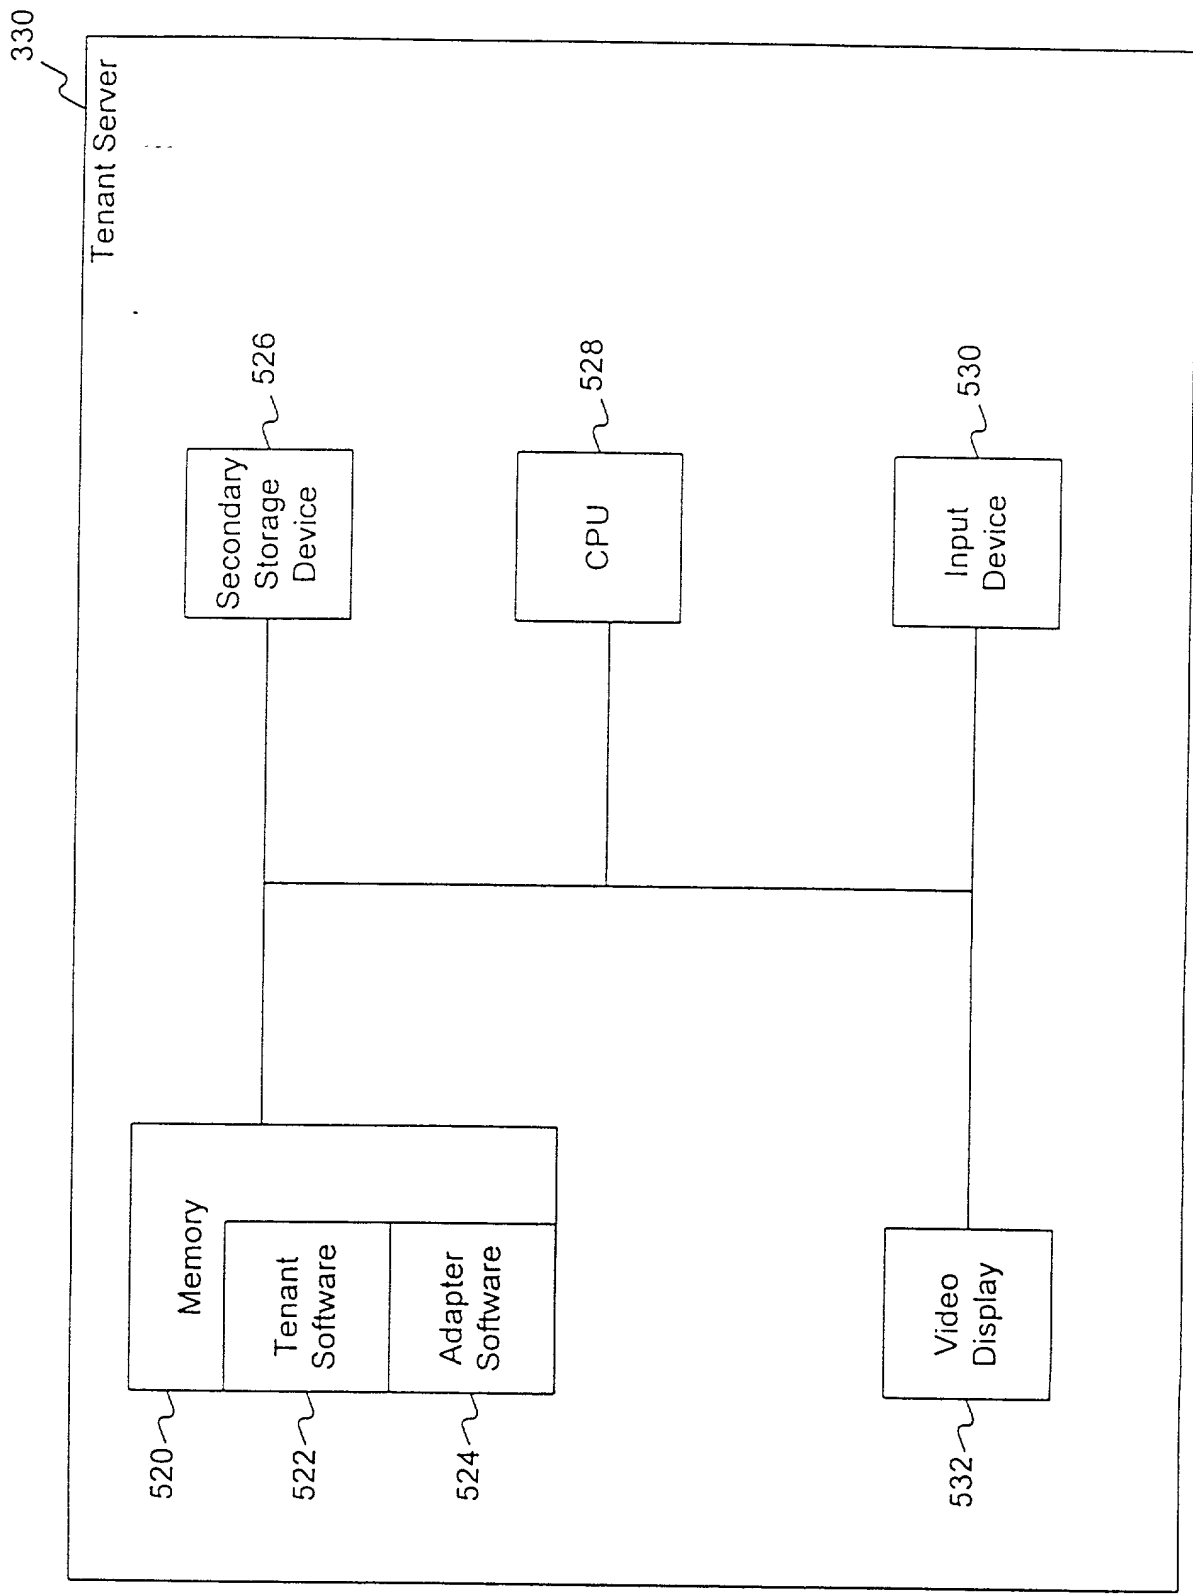 330
Tenant Server
520
Memory
522
Tenant
Software
524
Adapter
Software
Secondary
Storage
Device
526
CPU
528
Input
Device
530
532
Video
Display